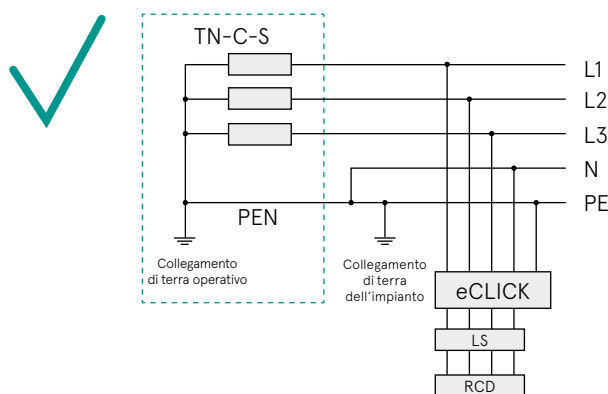 TN-C-S
L1
L2
L3
N
PE
PEN
Collegamento
di terra operativo
Collegamento
di terra
dell'impianto
eCLICK
LS
RCD